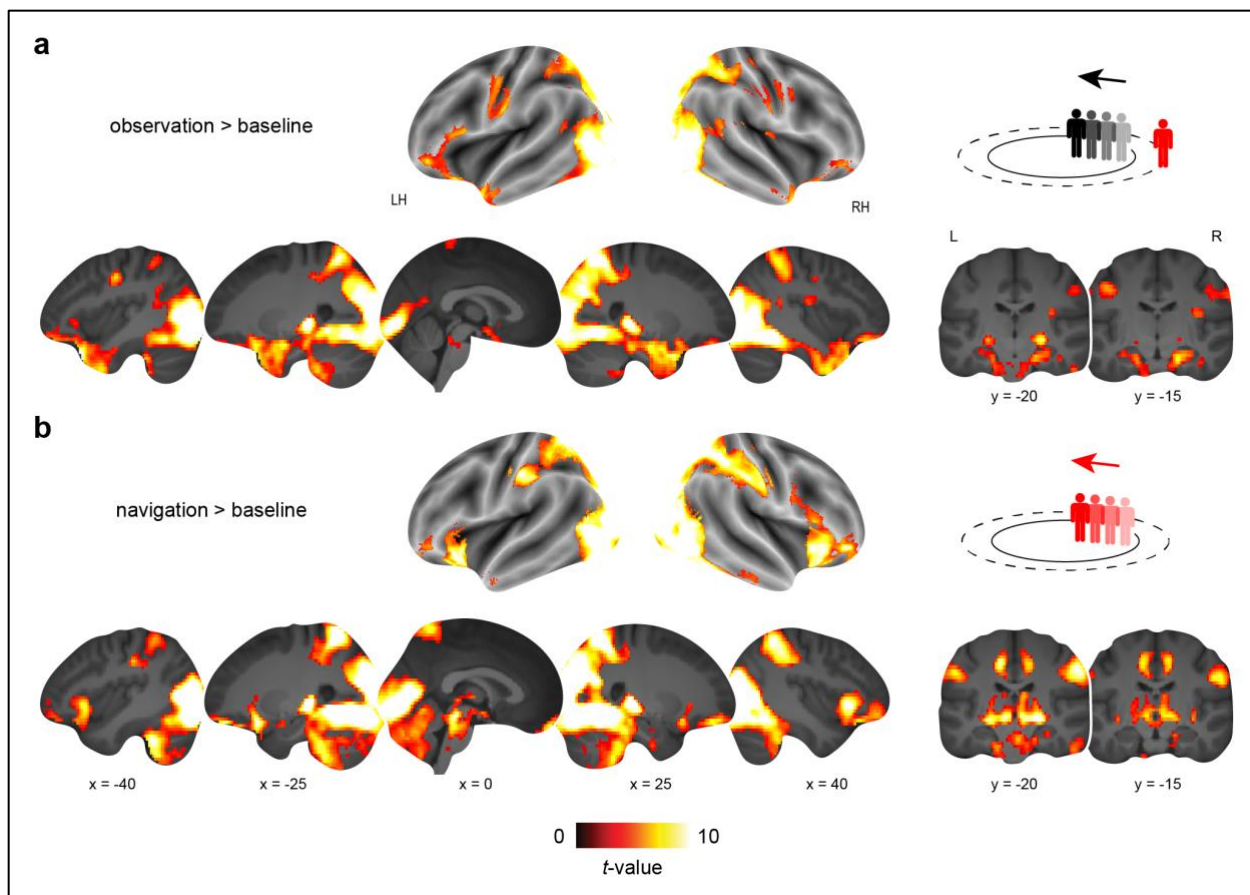 a
observation > baseline
LH
RH
L
R
y = -20
y = -15
b
navigation > baseline
x = -40
x = -25
x = 0
x = 25
x = 40
y = -20
y = -15
0
10
t-value